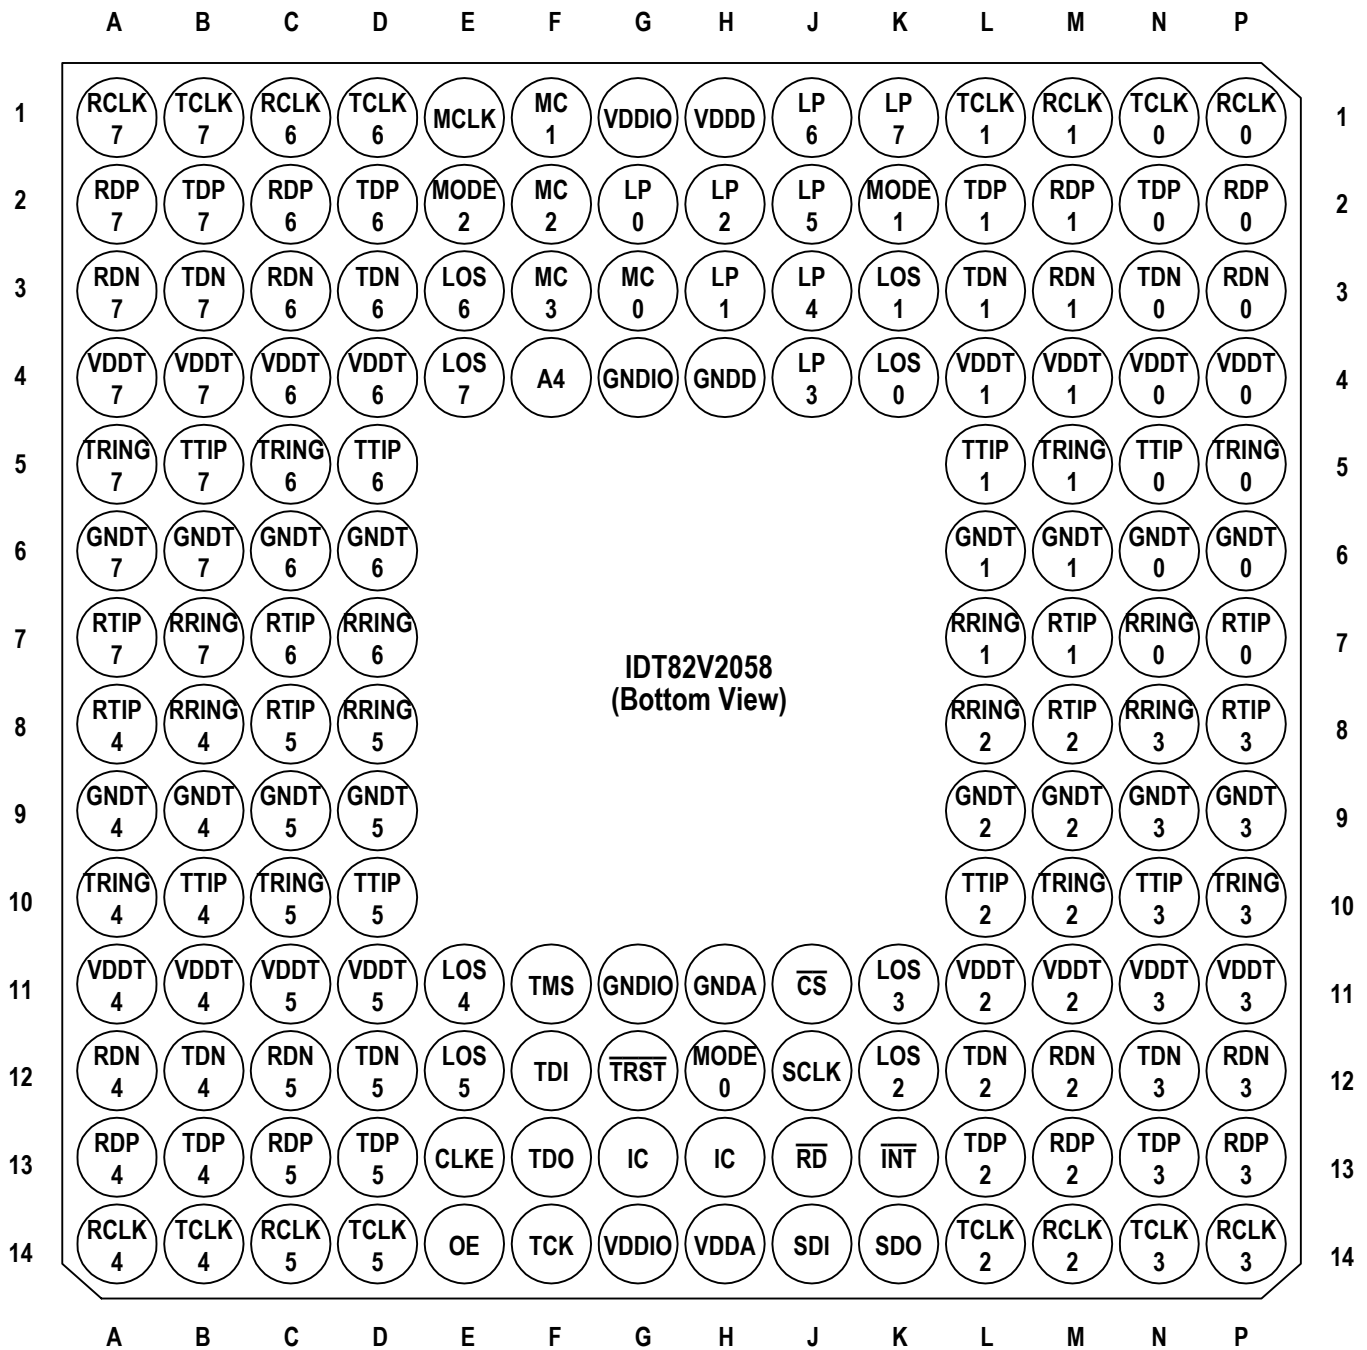 A B C D E F G H J K L M N P
1 RCLK TCLK RCLK TCLK MCLK MC VDDIO VDDD LP LP TCLK RCLK TCLK RCLK 1
7 7 6 6 1 6 7 1 1 0 0
2 RDP TDP RDP TDP MODE MC LP LP LP MODE TDP RDP TDP RDP 2
7 7 6 6 2 2 0 2 5 1 1 1 0 0
3 RDN TDN RDN TDN LOS MC MC LP LP LOS TDN RDN TDN RDN 3
7 7 6 6 6 3 0 1 4 1 1 1 0 0
4 VDDT VDDT VDDT VDDT LOS A4 GNDIO GNDD LP LOS VDDT VDDT VDDT VDDT 4
7 7 6 6 7 3 0 1 1 0 0
5 TRING TTIP TRING TTIP TTIP TRING TTIP TRING 5
7 7 6 6 1 1 0 0
6 GNDT GNDT GNDT GNDT GNDT GNDT GNDT GNDT 6
7 7 6 6 1 1 0 0
7 RTIP RRING RTIP RRING RRING RTIP RRING RTIP 7
7 7 6 6 1 1 0 0
IDT82V2058
(Bottom View)
8 RTIP RRING RTIP RRING RRING RTIP RRING RTIP 8
4 4 5 5 2 2 3 3
9 GNDT GNDT GNDT GNDT GNDT GNDT GNDT GNDT 9
4 4 5 5 2 2 3 3
10 TRING TTIP TRING TTIP TTIP TRING TTIP TRING 10
4 4 5 5 2 2 3 3
11 VDDT VDDT VDDT VDDT LOS TMS GNDIO GNDA C̅S̅ LOS VDDT VDDT VDDT VDDT 11
4 4 5 5 4 3 2 2 3 3
12 RDN TDN RDN TDN LOS TDI T̅R̅S̅T̅ MODE SCLK LOS TDN RDN TDN RDN 12
4 4 5 5 5 0 2 2 2 3 3
13 RDP TDP RDP TDP CLKE TDO IC IC R̅D̅ I̅N̅T̅ TDP RDP TDP RDP 13
4 4 5 5 2 2 3 3
14 RCLK TCLK RCLK TCLK OE TCK VDDIO VDDA SDI SDO TCLK RCLK TCLK RCLK 14
4 4 5 5 2 2 3 3
A B C D E F G H J K L M N P